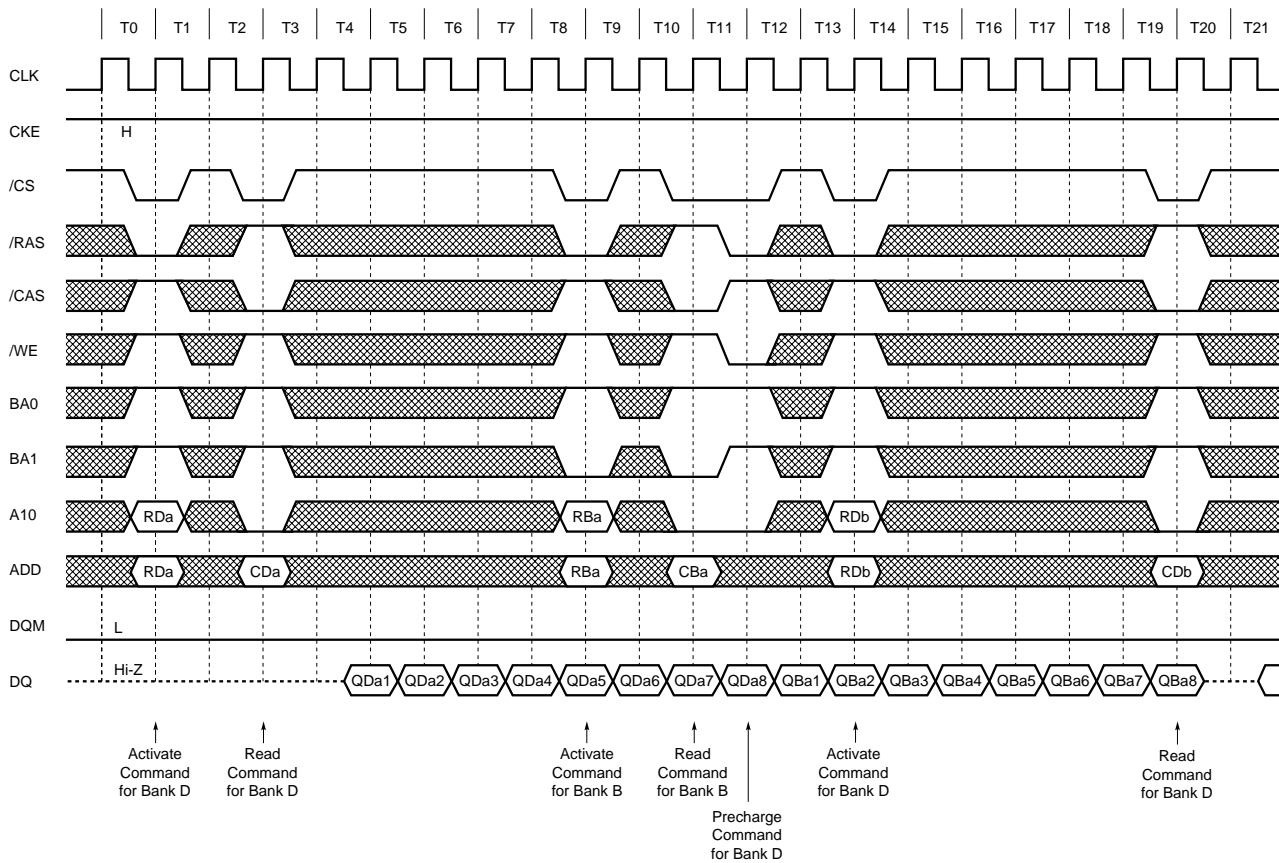 T0 T1 T2 T3 T4 T5 T6 T7 T8 T9 T10 T11 T12 T13 T14 T15 T16 T17 T18 T19 T20 T21
CLK
CKE H
/CS
/RAS
/CAS
/WE
BA0
BA1
A10 RDa RBa RDb
ADD RDa CDa RBa CBa RDb CDb
DQM L
DQ Hi-Z QDa1 QDa2 QDa3 QDa4 QDa5 QDa6 QDa7 QDa8 QBa1 QBa2 QBa3 QBa4 QBa5 QBa6 QBa7 QBa8
Activate
Command
for Bank D
Read
Command
for Bank D
Activate
Command
for Bank B
Read
Command
for Bank B
Precharge
Command
for Bank D
Activate
Command
for Bank D
Read
Command
for Bank D